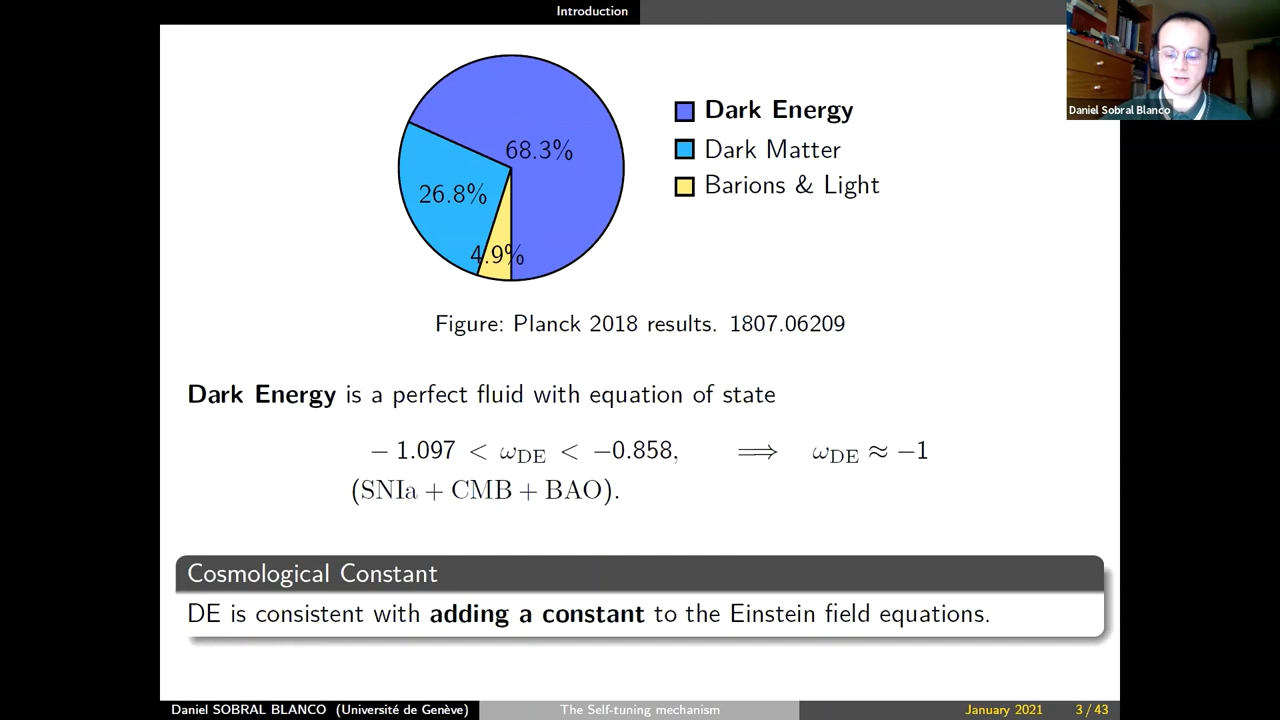 Introduction
Daniel Sobral Blanco
68.3%
26.8%
4.9%
Dark Energy
Dark Matter
Barions & Light
Figure: Planck 2018 results. 1807.06209
Dark Energy is a perfect fluid with equation of state
− 1.097 < ω_DE < −0.858, ⟹ ω_DE ≈ −1
(SNIa + CMB + BAO).
Cosmological Constant
DE is consistent with adding a constant to the Einstein field equations.
Daniel SOBRAL BLANCO (Université de Genève) The Self-tuning mechanism January 2021 3 / 43